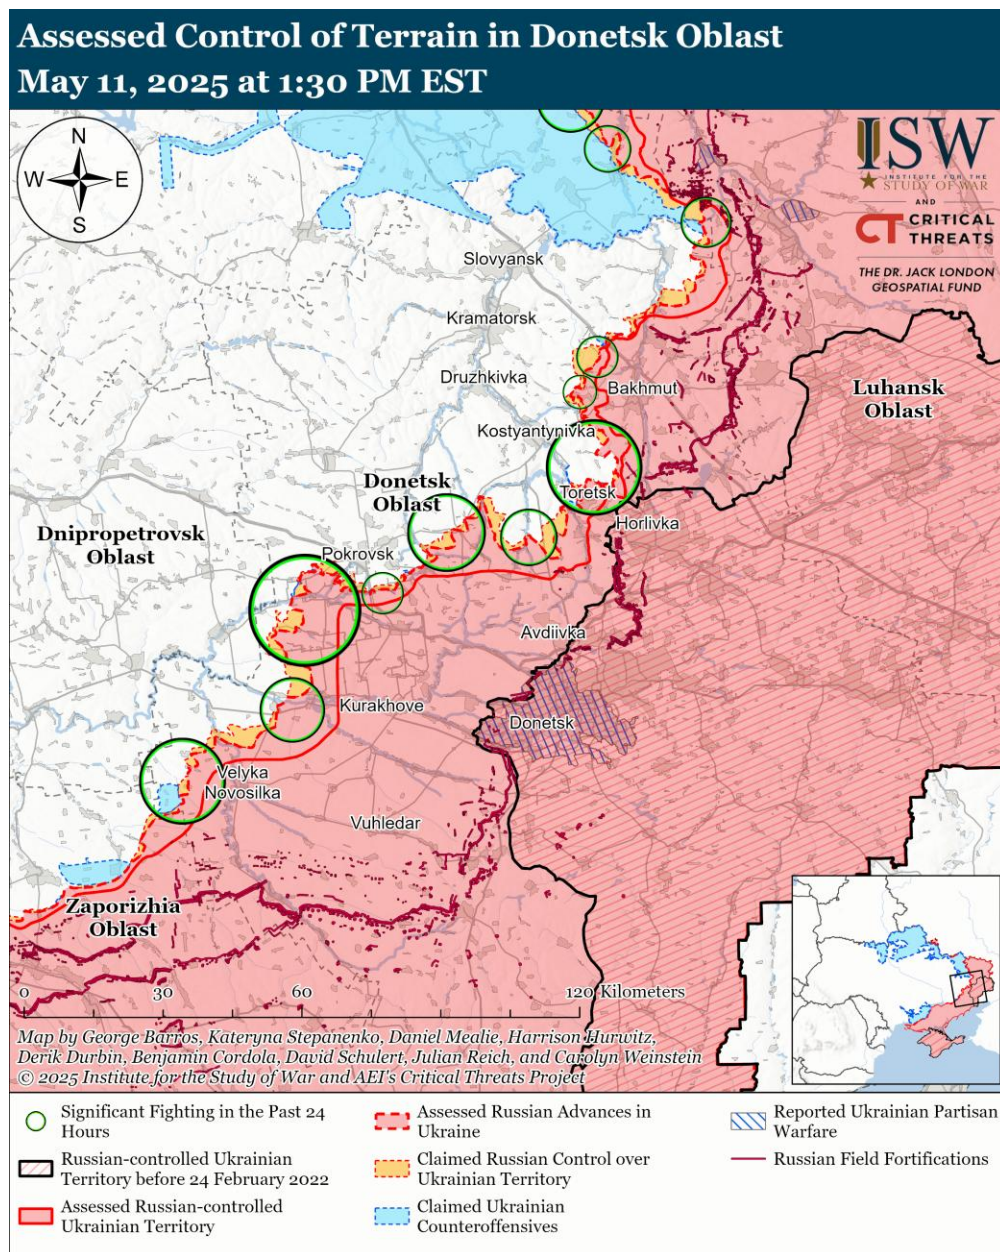 Assessed Control of Terrain in Donetsk Oblast
May 11, 2025 at 1:30 PM EST
N
W
E
S
ISW
INSTITUTE FOR THE
STUDY OF WAR
AND
CT CRITICAL
THREATS
THE DR. JACK LONDON
GEOSPATIAL FUND
Slovyansk
Kramatorsk
Druzhkivka
Bakhmut
Luhansk
Oblast
Kostyantynivka
Donetsk
Oblast
Toretsk
Horlivka
Dnipropetrovsk
Oblast
Pokrovsk
Avdiivka
Kurakhove
Donetsk
Velyka
Novosilka
Vuhledar
Zaporizhia
Oblast
0
30
60
120 Kilometers
Map by George Barros, Kateryna Stepanenko, Daniel Mealie, Harrison Hurwitz,
Derik Durbin, Benjamin Cordola, David Schulert, Julian Reich, and Carolyn Weinstein
© 2025 Institute for the Study of War and AEI's Critical Threats Project
Significant Fighting in the Past 24
Hours
Russian-controlled Ukrainian
Territory before 24 February 2022
Assessed Russian-controlled
Ukrainian Territory
Assessed Russian Advances in
Ukraine
Claimed Russian Control over
Ukrainian Territory
Claimed Ukrainian
Counteroffensives
Reported Ukrainian Partisan
Warfare
Russian Field Fortifications